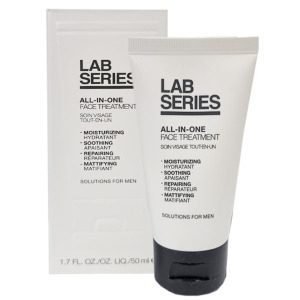 LAB
SERIES
ALL-IN-ONE
FACE TREATMENT
SOIN VISAGE
TOUT-EN-UN
- MOISTURIZING
HYDRATANT
- SOOTHING
APAISANT
- REPAIRING
RÉPARATEUR
- MATTIFYING
MATIFIANT
SOLUTIONS FOR MEN
1.7 FL. OZ./OZ. LIQ./50 ml e
LAB
SERIES
ALL-IN-ONE
FACE TREATMENT
SOIN VISAGE TOUT-EN-UN
- MOISTURIZING
HYDRATANT
- SOOTHING
APAISANT
- REPAIRING
RÉPARATEUR
- MATTIFYING
MATIFIANT
SOLUTIONS FOR MEN